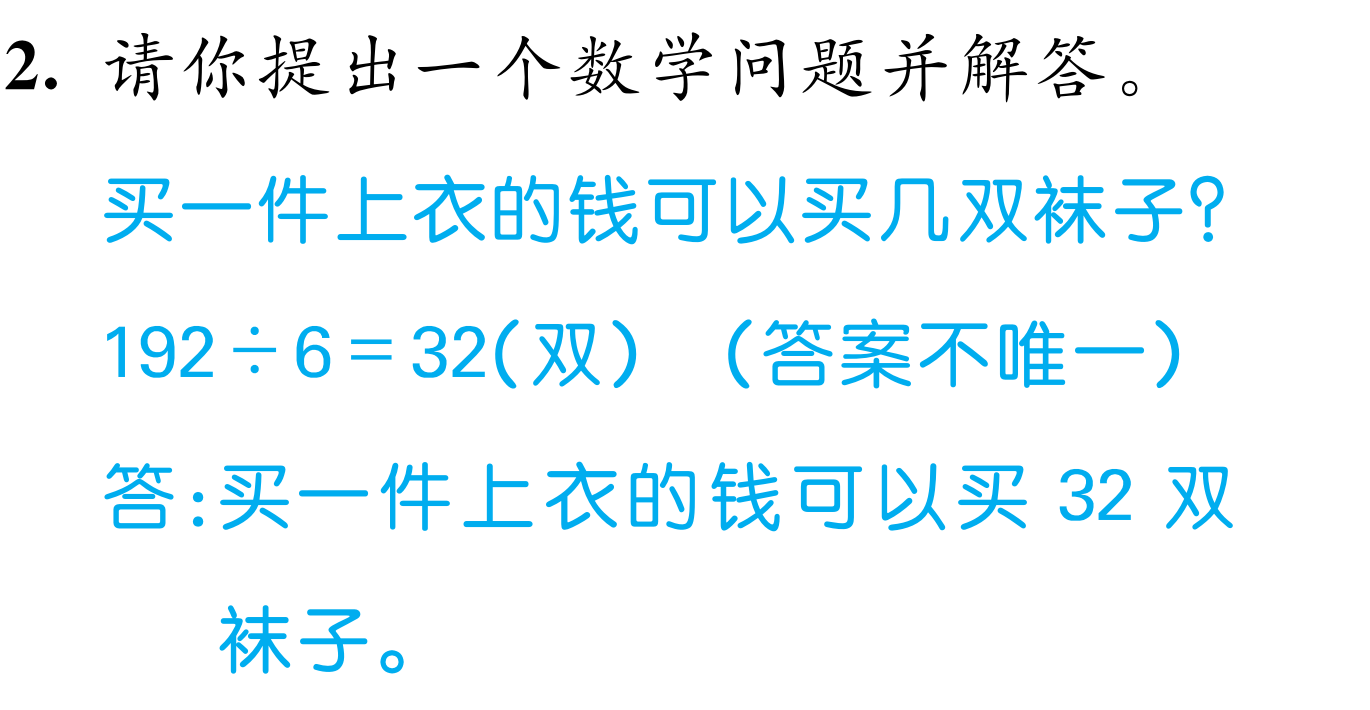 2. 请你提出一个数学问题并解答。
买一件上衣的钱可以买几双袜子?
192÷6=32(双) (答案不唯一)
答:买一件上衣的钱可以买 32 双
袜子。